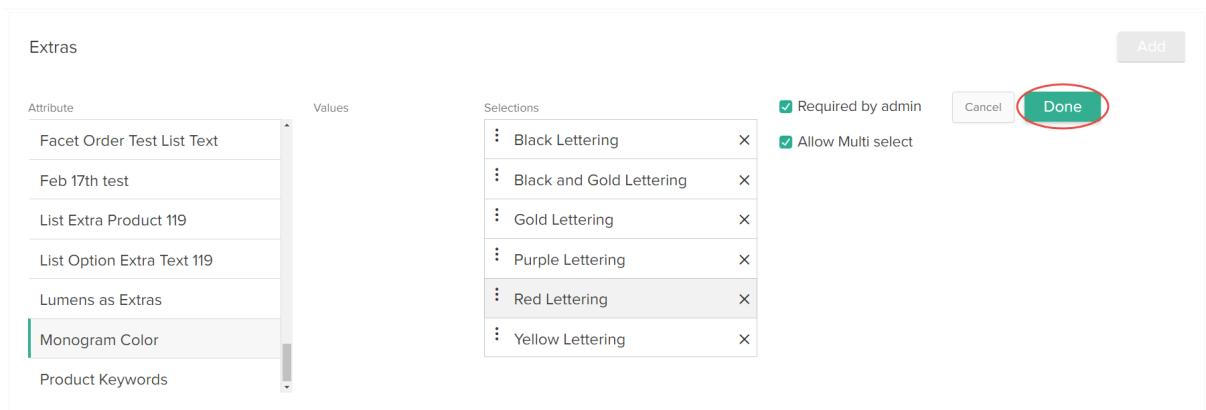 Extras
Add
Attribute
Values
Selections
Required by admin
Cancel
Done
Allow Multi select
Facet Order Test List Text
Feb 17th test
List Extra Product 119
List Option Extra Text 119
Lumens as Extras
Monogram Color
Product Keywords
Black Lettering
Black and Gold Lettering
Gold Lettering
Purple Lettering
Red Lettering
Yellow Lettering